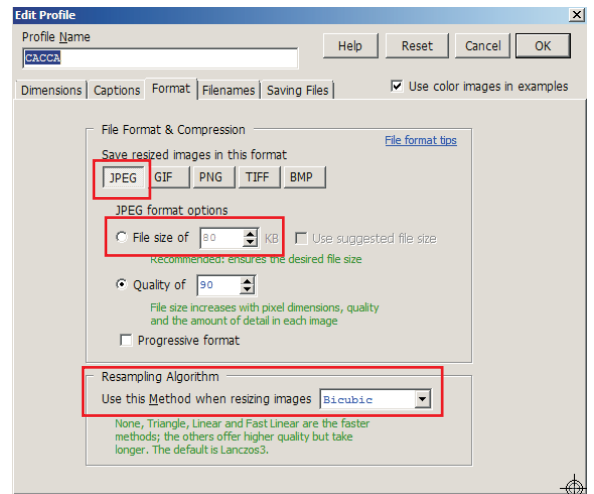 Edit Profile
Profile Name
Help Reset Cancel OK
CACCA
Dimensions Captions Format Filenames Saving Files Use color images in examples
File Format & Compression
File format tips
Save resized images in this format
JPEG GIF PNG TIFF BMP
JPEG format options
File size of 80 KB Use suggested file size
Recommended: ensures the desired file size
Quality of 90
File size increases with pixel dimensions, quality
and the amount of detail in each image
Progressive format
Resampling Algorithm
Use this Method when resizing images Bicubic
None, Triangle, Linear and Fast Linear are the faster
methods; the others offer higher quality but take
longer. The default is Lanczos3.